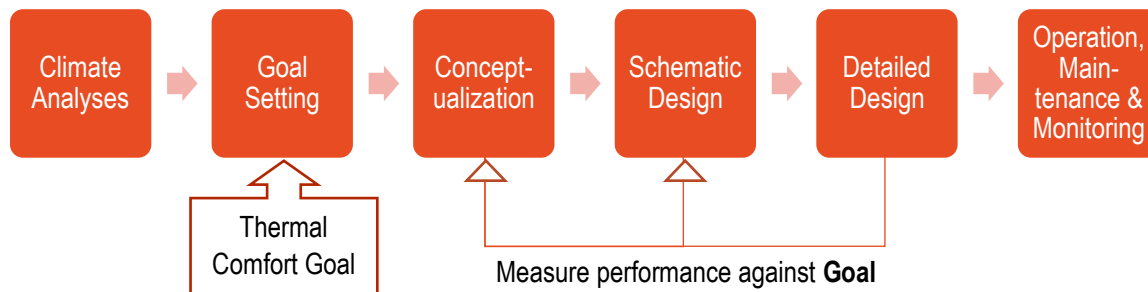 Climate
Analyses
Goal
Setting
Concept-
ualization
Schematic
Design
Detailed
Design
Operation,
Main-
tenance &
Monitoring
Thermal
Comfort Goal
Measure performance against Goal